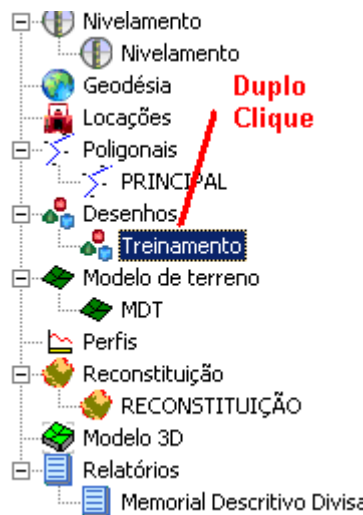 Nivelamento
Nivelamento
Geodésia
Duplo
Locações
Clique
Poligonais
PRINCIPAL
Desenhos
Treinamento
Modelo de terreno
MDT
Perfis
Reconstituição
RECONSTITUIÇÃO
Modelo 3D
Relatórios
Memorial Descritivo Divisa